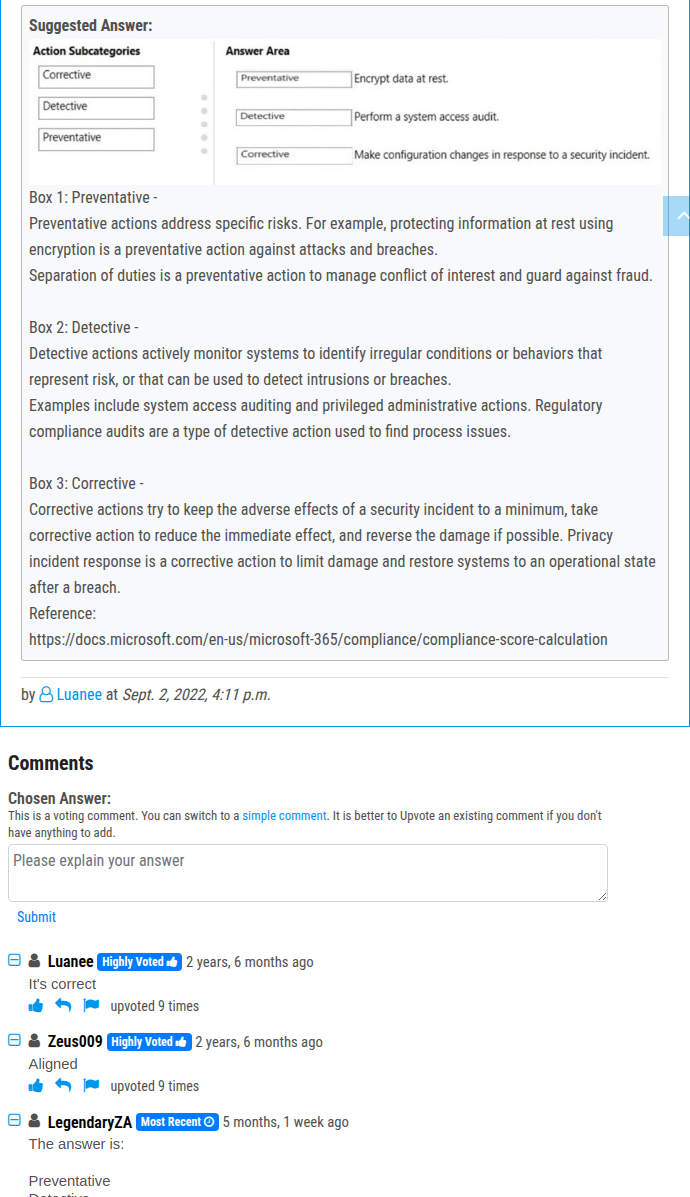 Suggested Answer:
Action Subcategories
Answer Area
Corrective
Preventative Encrypt data at rest.
Detective
Detective Perform a system access audit.
Preventative
Corrective Make configuration changes in response to a security incident.
Box 1: Preventative -
Preventative actions address specific risks. For example, protecting information at rest using
encryption is a preventative action against attacks and breaches.
Separation of duties is a preventative action to manage conflict of interest and guard against fraud.
Box 2: Detective -
Detective actions actively monitor systems to identify irregular conditions or behaviors that
represent risk, or that can be used to detect intrusions or breaches.
Examples include system access auditing and privileged administrative actions. Regulatory
compliance audits are a type of detective action used to find process issues.
Box 3: Corrective -
Corrective actions try to keep the adverse effects of a security incident to a minimum, take
corrective action to reduce the immediate effect, and reverse the damage if possible. Privacy
incident response is a corrective action to limit damage and restore systems to an operational state
after a breach.
Reference:
https://docs.microsoft.com/en-us/microsoft-365/compliance/compliance-score-calculation
by Luanee at Sept. 2, 2022, 4:11 p.m.
Comments
Chosen Answer:
This is a voting comment. You can switch to a simple comment. It is better to Upvote an existing comment if you don't
have anything to add.
Please explain your answer
Submit
Luanee Highly Voted 2 years, 6 months ago
It's correct
upvoted 9 times
Zeus009 Highly Voted 2 years, 6 months ago
Aligned
upvoted 9 times
LegendaryZA Most Recent 5 months, 1 week ago
The answer is:
Preventative